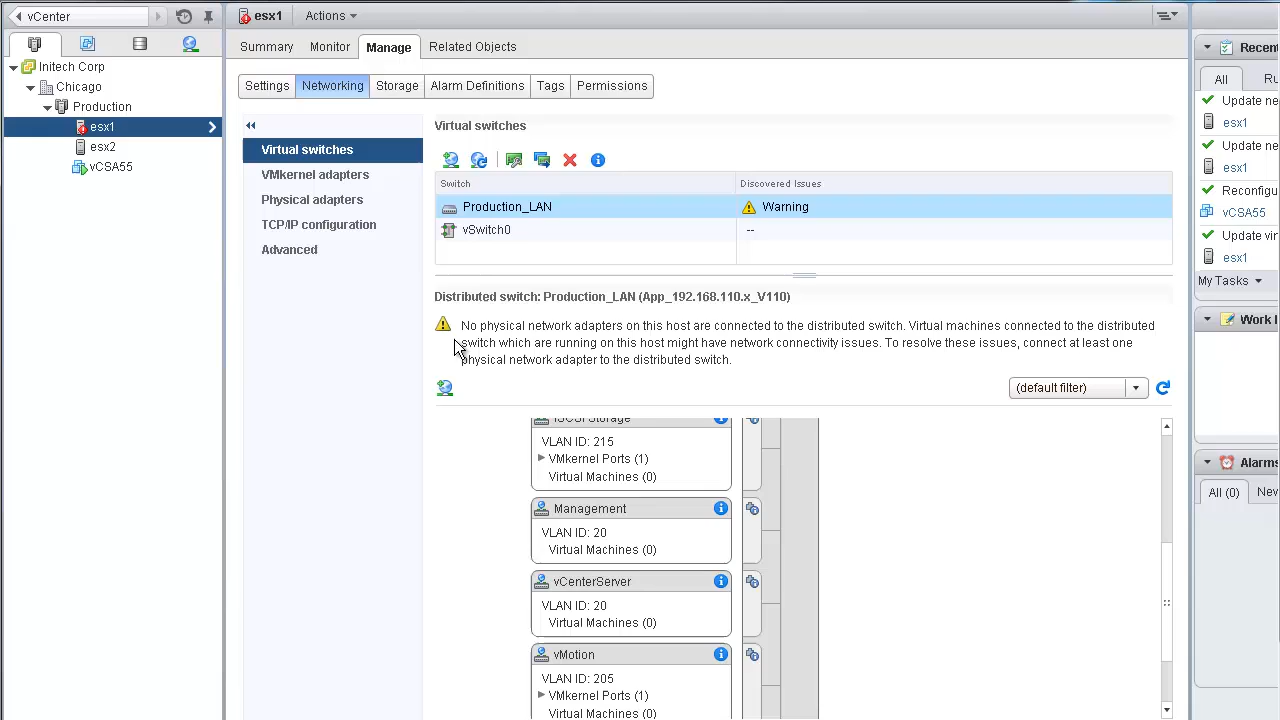 vCenter
Initech Corp
Chicago
Production
esx1
esx2
vCSA55
esx1
Actions
Summary
Monitor
Manage
Related Objects
Settings
Networking
Storage
Alarm Definitions
Tags
Permissions
Virtual switches
VMkernel adapters
Physical adapters
TCP/IP configuration
Advanced
Virtual switches
Switch
Discovered Issues
Production_LAN
Warning
vSwitch0
--
Distributed switch: Production_LAN (App_192.168.110.x_V110)
No physical network adapters on this host are connected to the distributed switch. Virtual machines connected to the distributed
switch which are running on this host might have network connectivity issues. To resolve these issues, connect at least one
physical network adapter to the distributed switch.
(default filter)
iSCSI Storage
VLAN ID: 215
VMkernel Ports (1)
Virtual Machines (0)
Management
VLAN ID: 20
Virtual Machines (0)
vCenterServer
VLAN ID: 20
Virtual Machines (0)
vMotion
VLAN ID: 205
VMkernel Ports (1)
Virtual Machines (0)
Recen
All
Ru
Update ne
esx1
Update ne
esx1
Reconfigu
vCSA55
Update vir
esx1
My Tasks
Work I
Alarms
All (0)
New